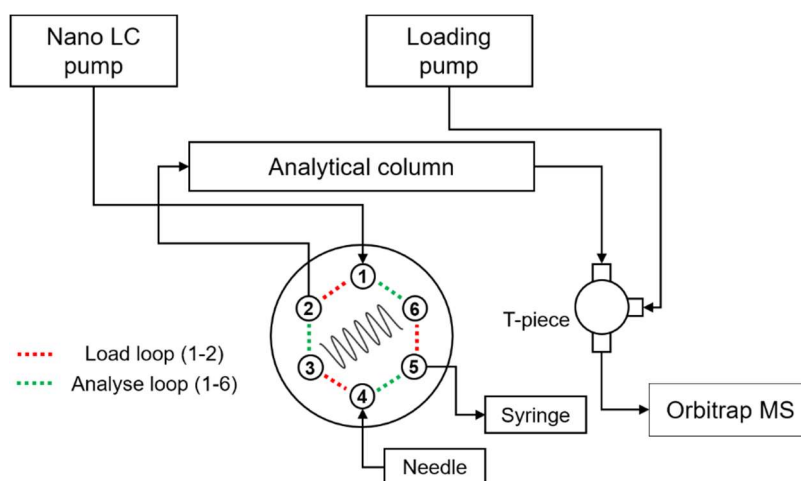 Nano LC
pump
Loading
pump
Analytical column
1
2
6
3
5
4
T-piece
Load loop (1-2)
Analyse loop (1-6)
Syringe
Needle
Orbitrap MS